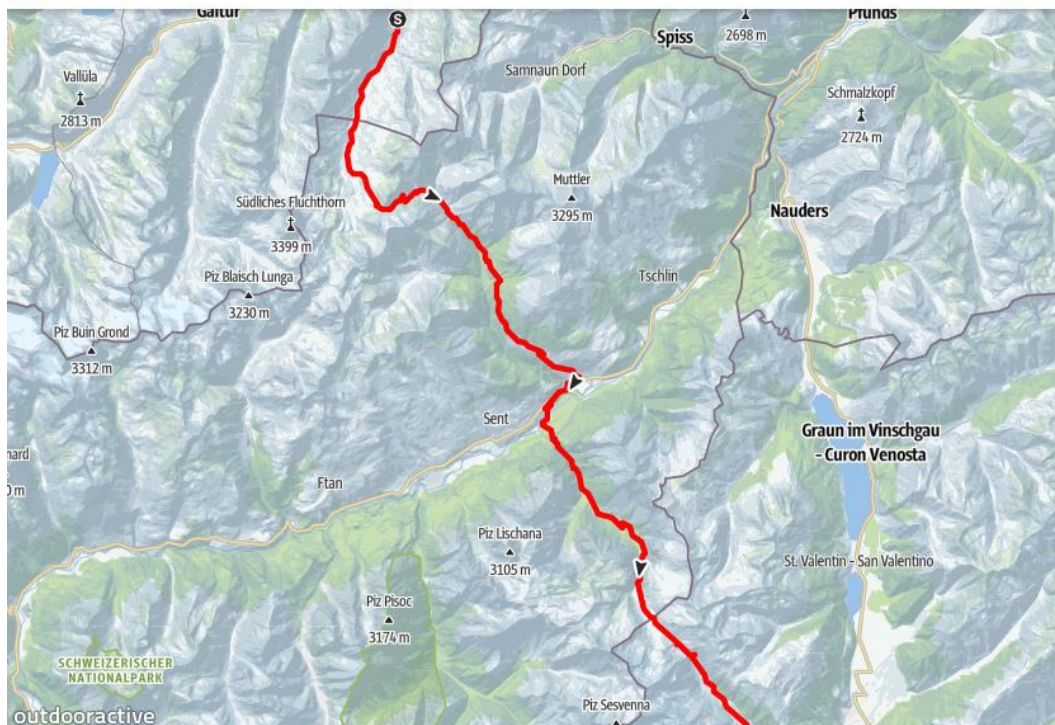 Galtür
S
Spiss
2698 m
Pfunds
Vallüla
2813 m
Samnaun Dorf
Schmalzkopf
2724 m
Südliches Fluchthorn
3399 m
Muttler
3295 m
Nauders
Piz Blaisch Lunga
3230 m
Tschlin
Piz Buin Grond
3312 m
Sent
Graun im Vinschgau
- Curon Venosta
nard
0 m
Ftan
Piz Lischana
3105 m
St. Valentin - San Valentino
Piz Pisoc
3174 m
SCHWEIZERISCHER
NATIONALPARK
Piz Sesvenna
outdooractive